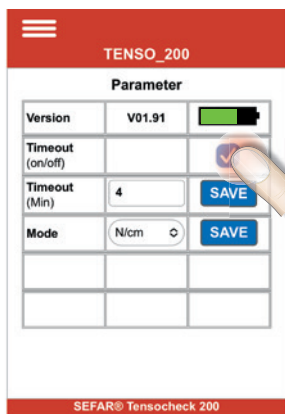 TENSO_200
Parameter
Version V01.91
Timeout
(on/off)
Timeout
(Min) 4 SAVE
Mode N/cm SAVE
SEFAR® Tensocheck 200